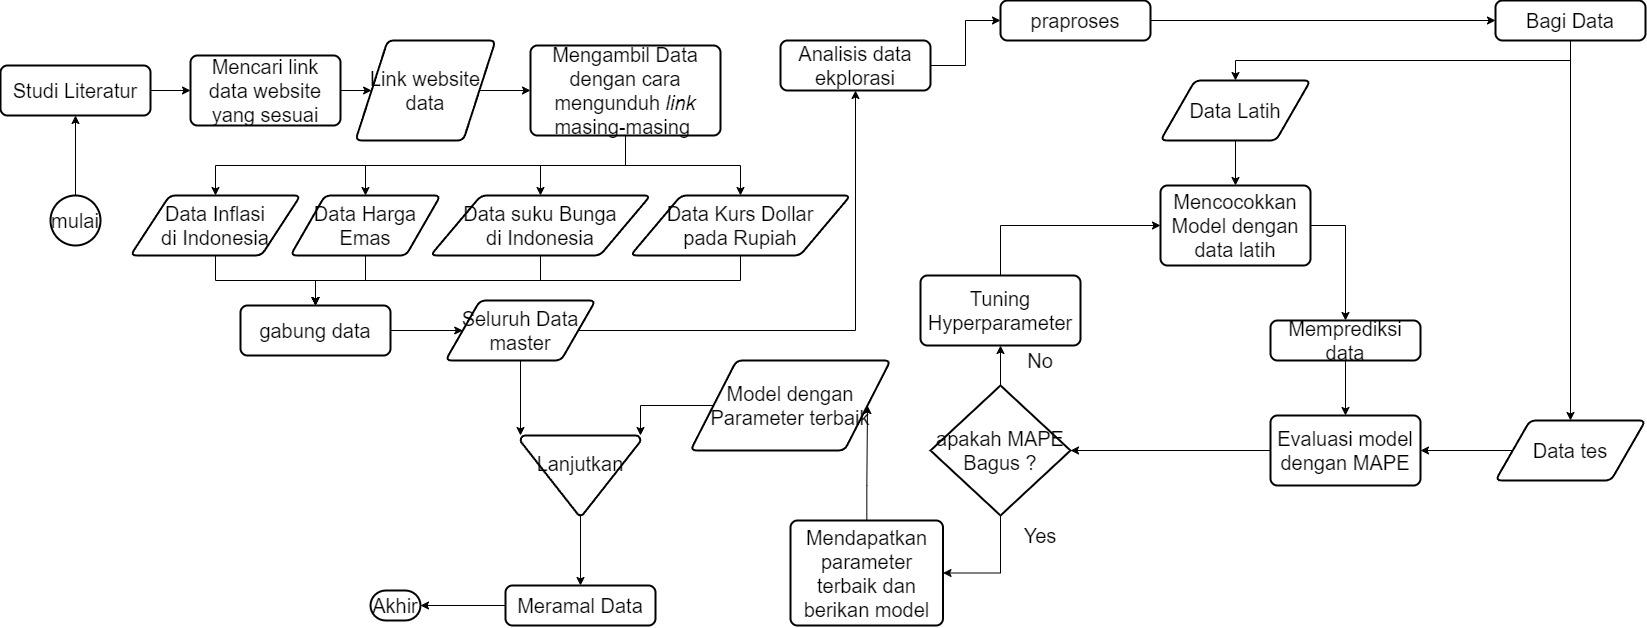 mulai
Studi Literatur
Mencari link
data website
yang sesuai
Link website
data
Mengambil Data
dengan cara
mengunduh link
masing-masing
Data Inflasi
di Indonesia
Data Harga
Emas
Data suku Bunga
di Indonesia
Data Kurs Dollar
pada Rupiah
gabung data
Seluruh Data
master
Analisis data
ekplorasi
praproses
Bagi Data
Data Latih
Mencocokkan
Model dengan
data latih
Memprediksi
data
Data tes
Evaluasi model
dengan MAPE
apakah MAPE
Bagus ?
No
Tuning
Hyperparameter
Yes
Mendapatkan
parameter
terbaik dan
berikan model
Model dengan
Parameter terbaik
Lanjutkan
Meramal Data
Akhir